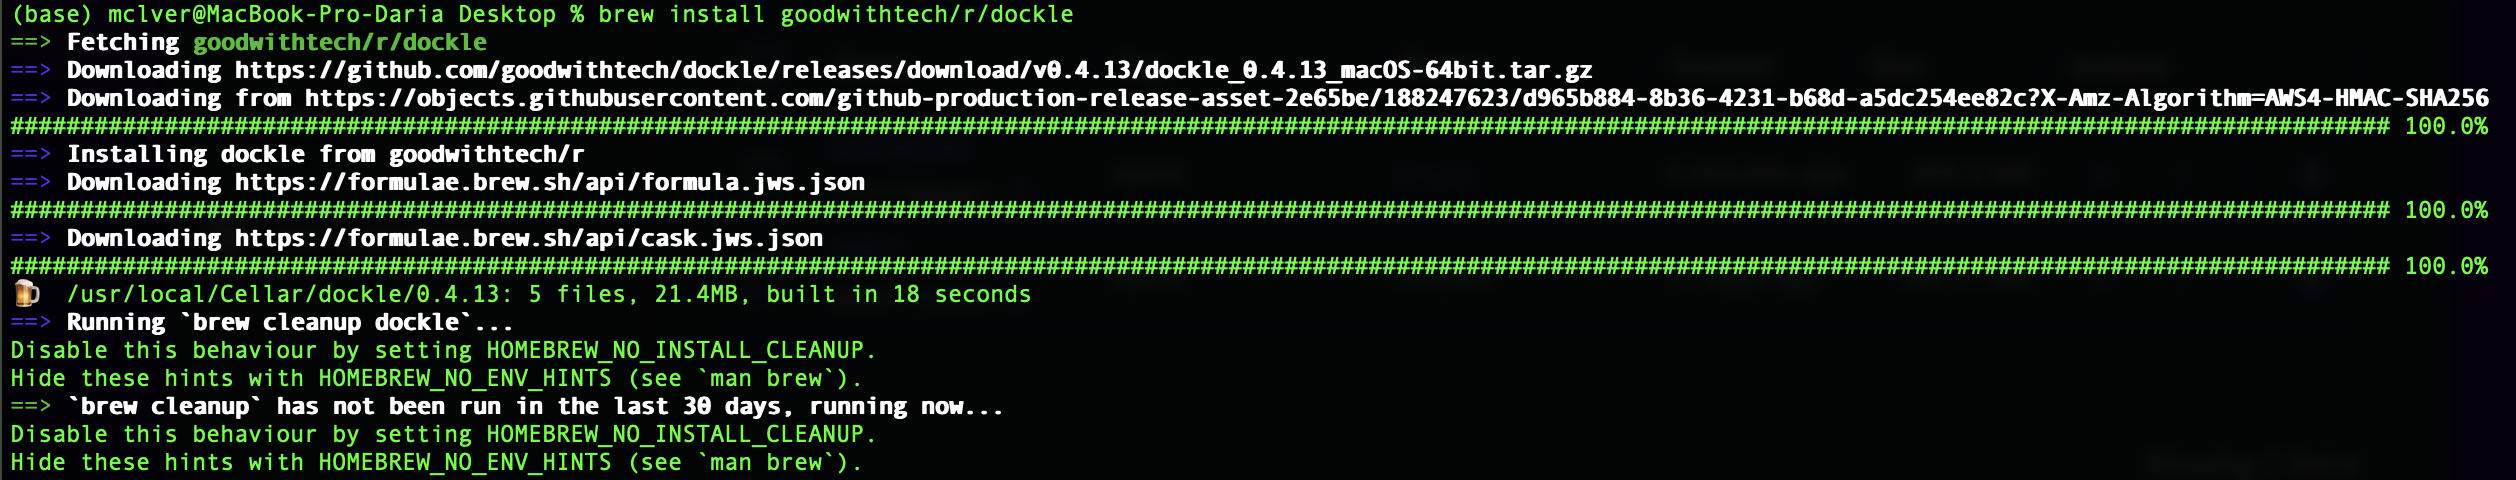 (base) mclver@MacBook-Pro-Daria Desktop % brew install goodwithtech/r/dockle
==> Fetching goodwithtech/r/dockle
==> Downloading https://github.com/goodwithtech/dockle/releases/download/v0.4.13/dockle_0.4.13_macOS-64bit.tar.gz
==> Downloading from https://objects.githubusercontent.com/github-production-release-asset-2e65be/188247623/d965b884-8b36-4231-b68d-a5dc254ee82c?X-Amz-Algorithm=AWS4-HMAC-SHA256
########################################################################################################################################################################## 100.0%
==> Installing dockle from goodwithtech/r
==> Downloading https://formulae.brew.sh/api/formula.jws.json
########################################################################################################################################################################## 100.0%
==> Downloading https://formulae.brew.sh/api/cask.jws.json
########################################################################################################################################################################## 100.0%
🍺 /usr/local/Cellar/dockle/0.4.13: 5 files, 21.4MB, built in 18 seconds
==> Running `brew cleanup dockle`...
Disable this behaviour by setting HOMEBREW_NO_INSTALL_CLEANUP.
Hide these hints with HOMEBREW_NO_ENV_HINTS (see `man brew`).
==> `brew cleanup` has not been run in the last 30 days, running now...
Disable this behaviour by setting HOMEBREW_NO_INSTALL_CLEANUP.
Hide these hints with HOMEBREW_NO_ENV_HINTS (see `man brew`).